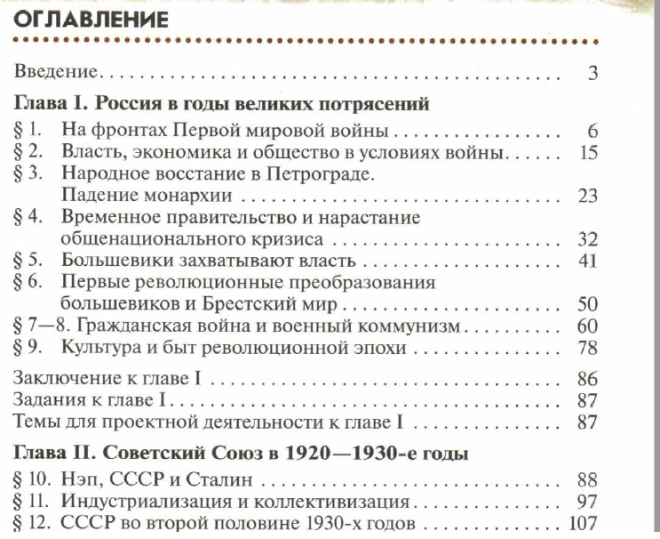 ОГЛАВЛЕНИЕ
Введение. . . . . . . . . . . . . . . . . . . . . . . . . . . . . . . . . . . . . . 3
Глава I. Россия в годы великих потрясений
§ 1. На фронтах Первой мировой войны . . . . . . . . . . . . . . 6
§ 2. Власть, экономика и общество в условиях войны. . . . . . 15
§ 3. Народное восстание в Петрограде.
Падение монархии . . . . . . . . . . . . . . . . . . . . . . . . . . 23
§ 4. Временное правительство и нарастание
общенационального кризиса . . . . . . . . . . . . . . . . . . . 32
§ 5. Большевики захватывают власть . . . . . . . . . . . . . . . . . 41
§ 6. Первые революционные преобразования
большевиков и Брестский мир . . . . . . . . . . . . . . . . . . 50
§ 7—8. Гражданская война и военный коммунизм . . . . . . . . . 60
§ 9. Культура и быт революционной эпохи . . . . . . . . . . . . 78
Заключение к главе I . . . . . . . . . . . . . . . . . . . . . . . . . . . . . 86
Задания к главе I . . . . . . . . . . . . . . . . . . . . . . . . . . . . . . . . 87
Темы для проектной деятельности к главе I . . . . . . . . . . . . . 87
Глава II. Советский Союз в 1920—1930-е годы
§ 10. Нэп, СССР и Сталин . . . . . . . . . . . . . . . . . . . . . . . . . 88
§ 11. Индустриализация и коллективизация . . . . . . . . . . . . 97
§ 12. СССР во второй половине 1930-х годов . . . . . . . . . . . 107